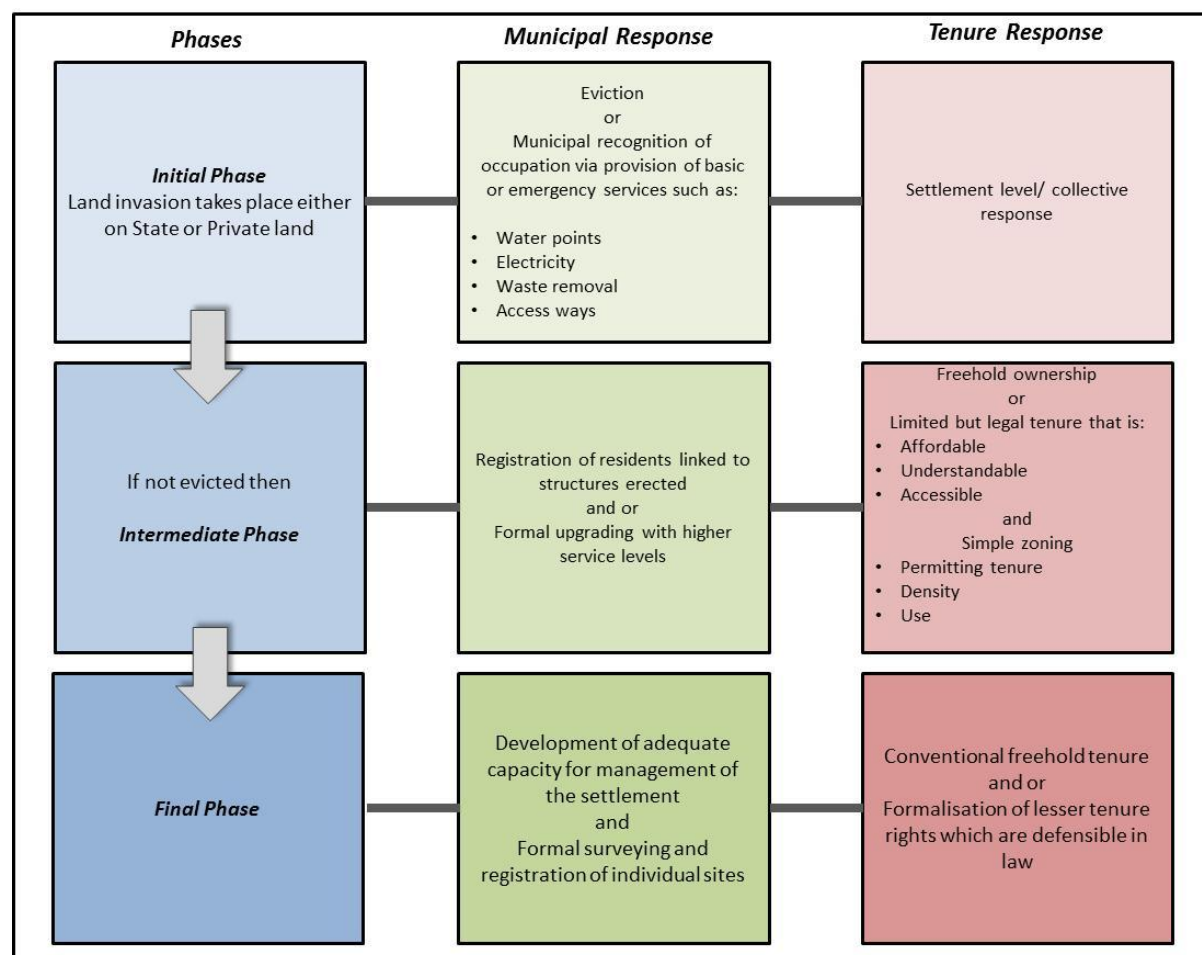 Phases
Municipal Response
Tenure Response
Initial Phase
Land invasion takes place either
on State or Private land
Eviction
or
Municipal recognition of
occupation via provision of basic
or emergency services such as:
• Water points
• Electricity
• Waste removal
• Access ways
Settlement level/ collective
response
If not evicted then
Intermediate Phase
Registration of residents linked to
structures erected
and or
Formal upgrading with higher
service levels
Freehold ownership
or
Limited but legal tenure that is:
• Affordable
• Understandable
• Accessible
and
Simple zoning
• Permitting tenure
• Density
• Use
Final Phase
Development of adequate
capacity for management of
the settlement
and
Formal surveying and
registration of individual sites
Conventional freehold tenure
and or
Formalisation of lesser tenure
rights which are defensible in
law